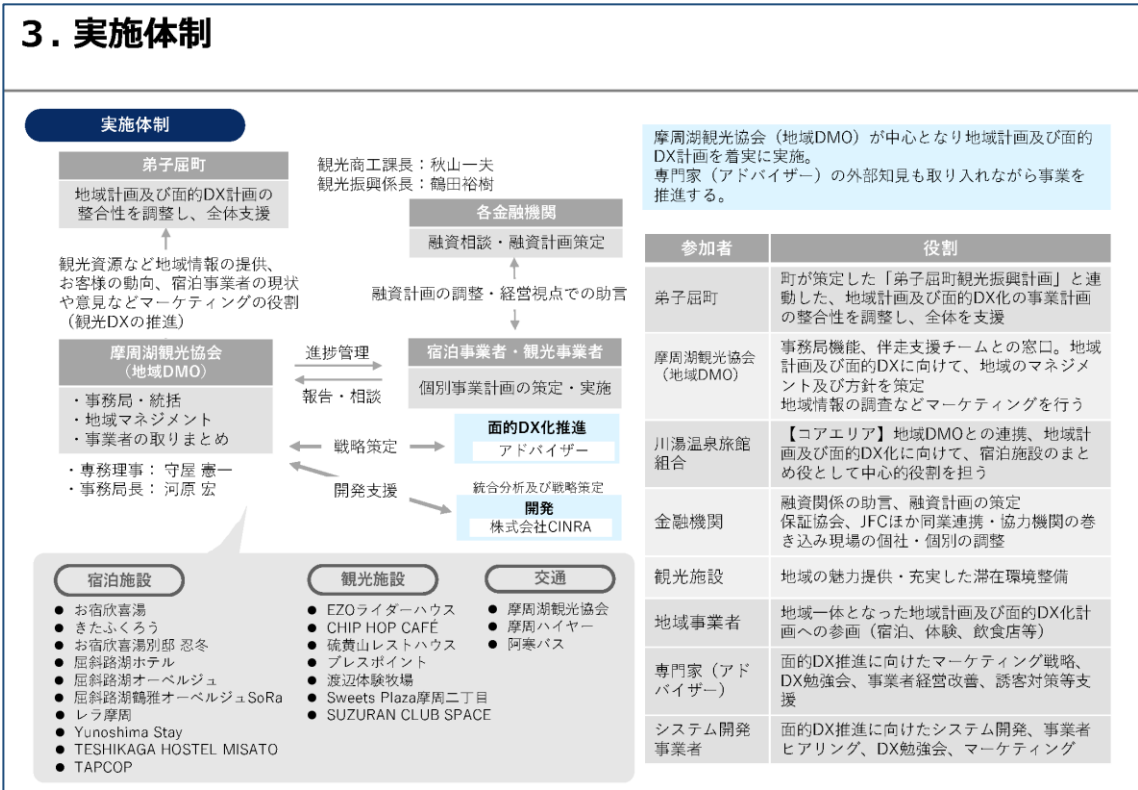 3. 実施体制
実施体制
弟子屈町
地域計画及び面的DX計画の
整合性を調整し、全体支援
観光商工課長：秋山一夫
観光振興係長：鶴田裕樹
各金融機関
融資相談・融資計画策定
観光資源など地域情報の提供、
お客様の動向、宿泊事業者の現状
や意見などマーケティングの役割
（観光DXの推進）
融資計画の調整・経営視点での助言
摩周湖観光協会
（地域DMO）
・事務局・統括
・地域マネジメント
・事業者の取りまとめ
・専務理事： 守屋 憲一
・事務局長： 河原 宏
進捗管理
報告・相談
宿泊事業者・観光事業者
個別事業計画の策定・実施
戦略策定
面的DX化推進
アドバイザー
開発支援
統合分析及び戦略策定
開発
株式会社CINRA
宿泊施設
● お宿欣喜湯
● きたふくろう
● お宿欣喜湯別邸 忍冬
● 屈斜路湖ホテル
● 屈斜路湖オーベルジュ
● 屈斜路湖鶴雅オーベルジュSoRa
● レラ摩周
● Yunoshima Stay
● TESHIKAGA HOSTEL MISATO
● TAPCOP
観光施設
● EZOライダーハウス
● CHIP HOP CAFÉ
● 硫黄山レストハウス
● プレスポイント
● 渡辺体験牧場
● Sweets Plaza摩周二丁目
● SUZURAN CLUB SPACE
交通
● 摩周湖観光協会
● 摩周ハイヤー
● 阿寒バス
摩周湖観光協会（地域DMO）が中心となり地域計画及び面的
DX計画を着実に実施。
専門家（アドバイザー）の外部知見も取り入れながら事業を
推進する。
参加者 役割
弟子屈町
町が策定した「弟子屈町観光振興計画」と連
動した、地域計画及び面的DX化の事業計画
の整合性を調整し、全体を支援
摩周湖観光協会
（地域DMO）
事務局機能、伴走支援チームとの窓口。地域
計画及び面的DXに向けて、地域のマネジメ
ント及び方針を策定
地域情報の調査などマーケティングを行う
川湯温泉旅館
組合
【コアエリア】地域DMOとの連携、地域計
画及び面的DX化に向けて、宿泊施設のまと
め役として中心的役割を担う
金融機関
融資関係の助言、融資計画の策定
保証協会、JFCほか同業連携・協力機関の巻
き込み現場の個社・個別の調整
観光施設
地域の魅力提供・充実した滞在環境整備
地域事業者
地域一体となった地域計画及び面的DX化計
画への参画（宿泊、体験、飲食店等）
専門家（アド
バイザー）
面的DX推進に向けたマーケティング戦略、
DX勉強会、事業者経営改善、誘客対策等支
援
システム開発
事業者
面的DX推進に向けたシステム開発、事業者
ヒアリング、DX勉強会、マーケティング